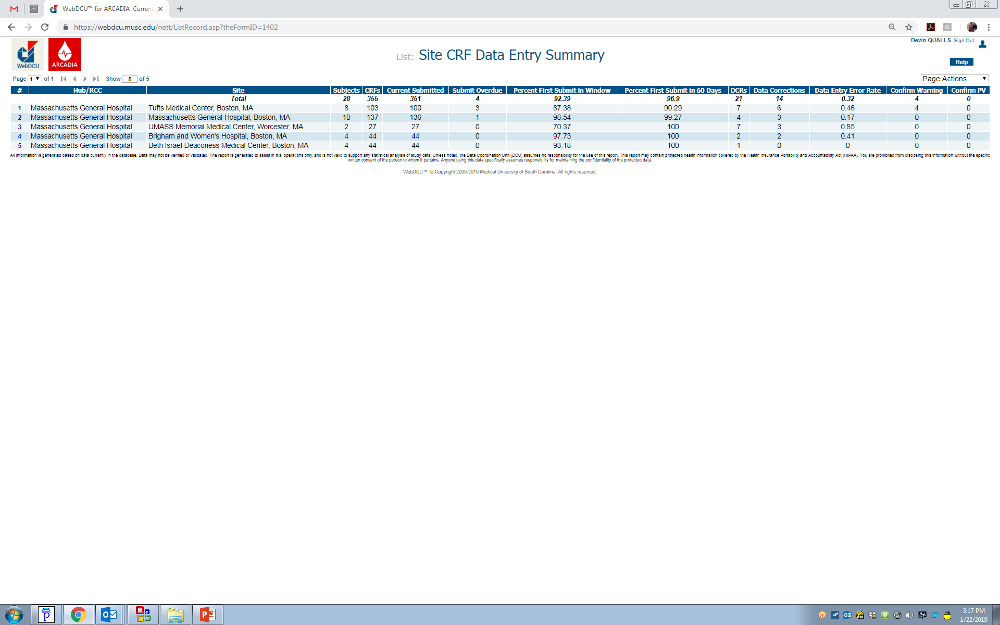 WebDCU™ for ARCADIA Current
https://webdcu.musc.edu/nett/ListRecord.asp?theFormID=1402
Devin QUALLS Sign Out
WebDCU
ARCADIA
List: Site CRF Data Entry Summary
Help
Page 1 of 1 Show 5 of 5
Page Actions
# Hub/RCC Site Subjects CRFs Current Submitted Submit Overdue Percent First Submit in Window Percent First Submit in 60 Days DCRs Data Corrections Data Entry Error Rate Confirm Warning Confirm PV
Total 28 355 351 4 92.39 96.9 21 14 0.32 4 0
1 Massachusetts General Hospital Tufts Medical Center, Boston, MA 8 103 100 3 87.38 90.29 7 6 0.46 4 0
2 Massachusetts General Hospital Massachusetts General Hospital, Boston, MA 10 137 136 1 98.54 99.27 4 3 0.17 0 0
3 Massachusetts General Hospital UMASS Memorial Medical Center, Worcester, MA 2 27 27 0 70.37 100 7 3 0.85 0 0
4 Massachusetts General Hospital Brigham and Women's Hospital, Boston, MA 4 44 44 0 97.73 100 2 2 0.41 0 0
5 Massachusetts General Hospital Beth Israel Deaconess Medical Center, Boston, MA 4 44 44 0 93.18 100 1 0 0 0 0
All information is generated based on data currently in the database. Data may not be verified or validated. The report is generated to assist in trial operations only, and is not valid to support any statistical analysis of study data. Unless noted, the Data Coordination Unit (DCU) assumes no responsibility for the use of this report. This report may contain protected health information covered by the Health Insurance Portability and Accountability Act (HIPAA). You are prohibited from disclosing this information without the specific
written consent of the person to whom it pertains. Anyone using this data specifically assumes responsibility for maintaining the confidentiality of the protected data.
WebDCU™ © Copyright 2009-2019 Medical University of South Carolina. All rights reserved.
3:17 PM
1/22/2019